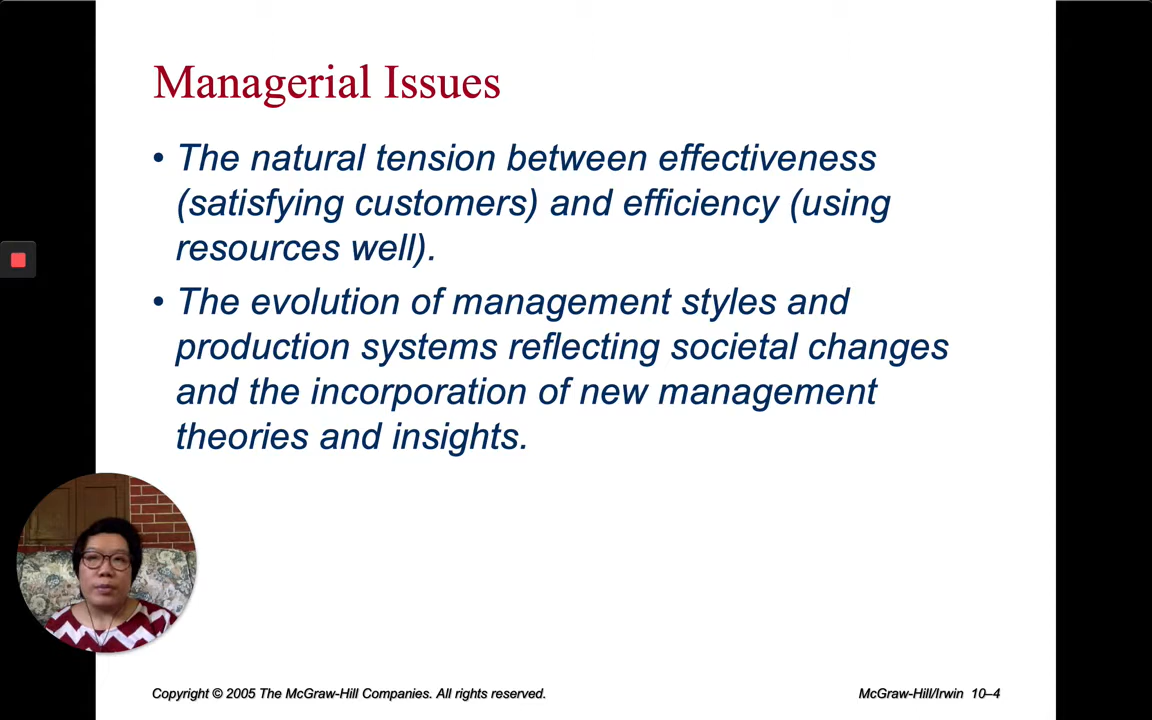 Managerial Issues
• The natural tension between effectiveness
(satisfying customers) and efficiency (using
resources well).
• The evolution of management styles and
production systems reflecting societal changes
and the incorporation of new management
theories and insights.
Copyright © 2005 The McGraw-Hill Companies. All rights reserved.
McGraw-Hill/Irwin 10–4